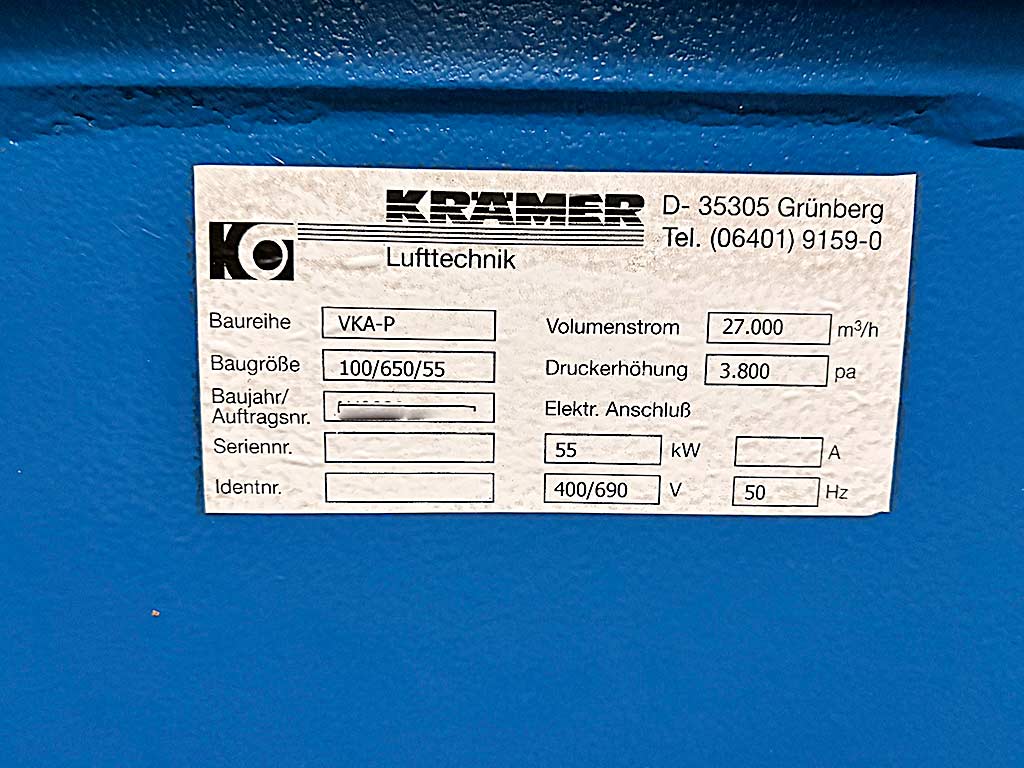 KRÄMER
Lufttechnik
D- 35305 Grünberg
Tel. (06401) 9159-0
Baureihe VKA-P
Baugröße 100/650/55
Baujahr/
Auftragsnr.
Seriennr.
Identnr.
Volumenstrom 27.000 m³/h
Druckerhöhung 3.800 pa
Elektr. Anschluß
55 kW A
400/690 V 50 Hz